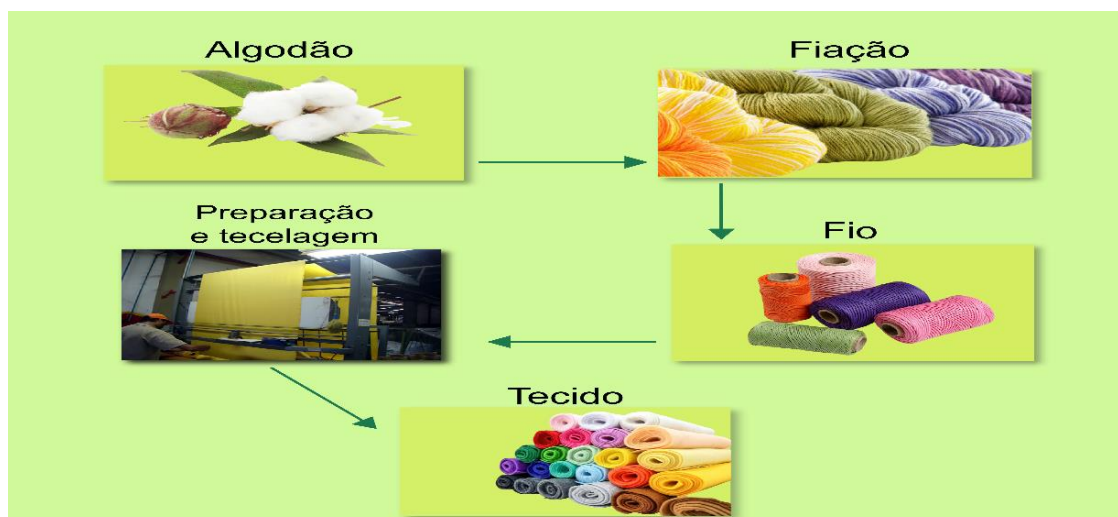 Algodão
Fiação
Fio
Preparação
e tecelagem
Tecido